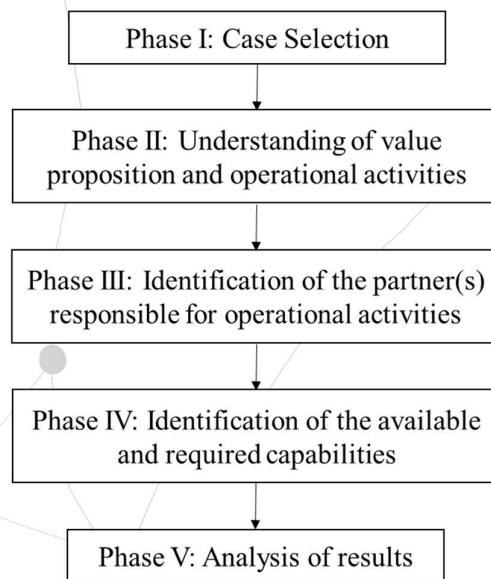 Phase I: Case Selection
Phase II: Understanding of value
proposition and operational activities
Phase III: Identification of the partner(s)
responsible for operational activities
Phase IV: Identification of the available
and required capabilities
Phase V: Analysis of results